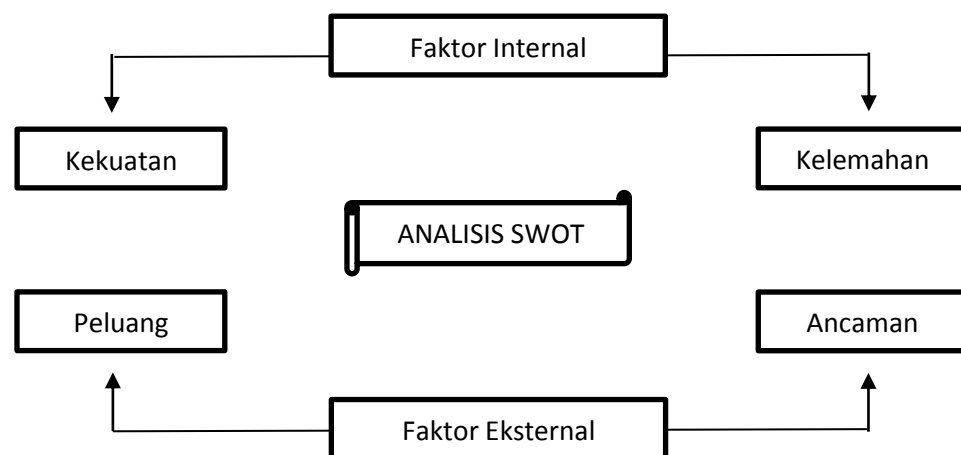 Faktor Internal
Kekuatan
Kelemahan
ANALISIS SWOT
Peluang
Ancaman
Faktor Eksternal